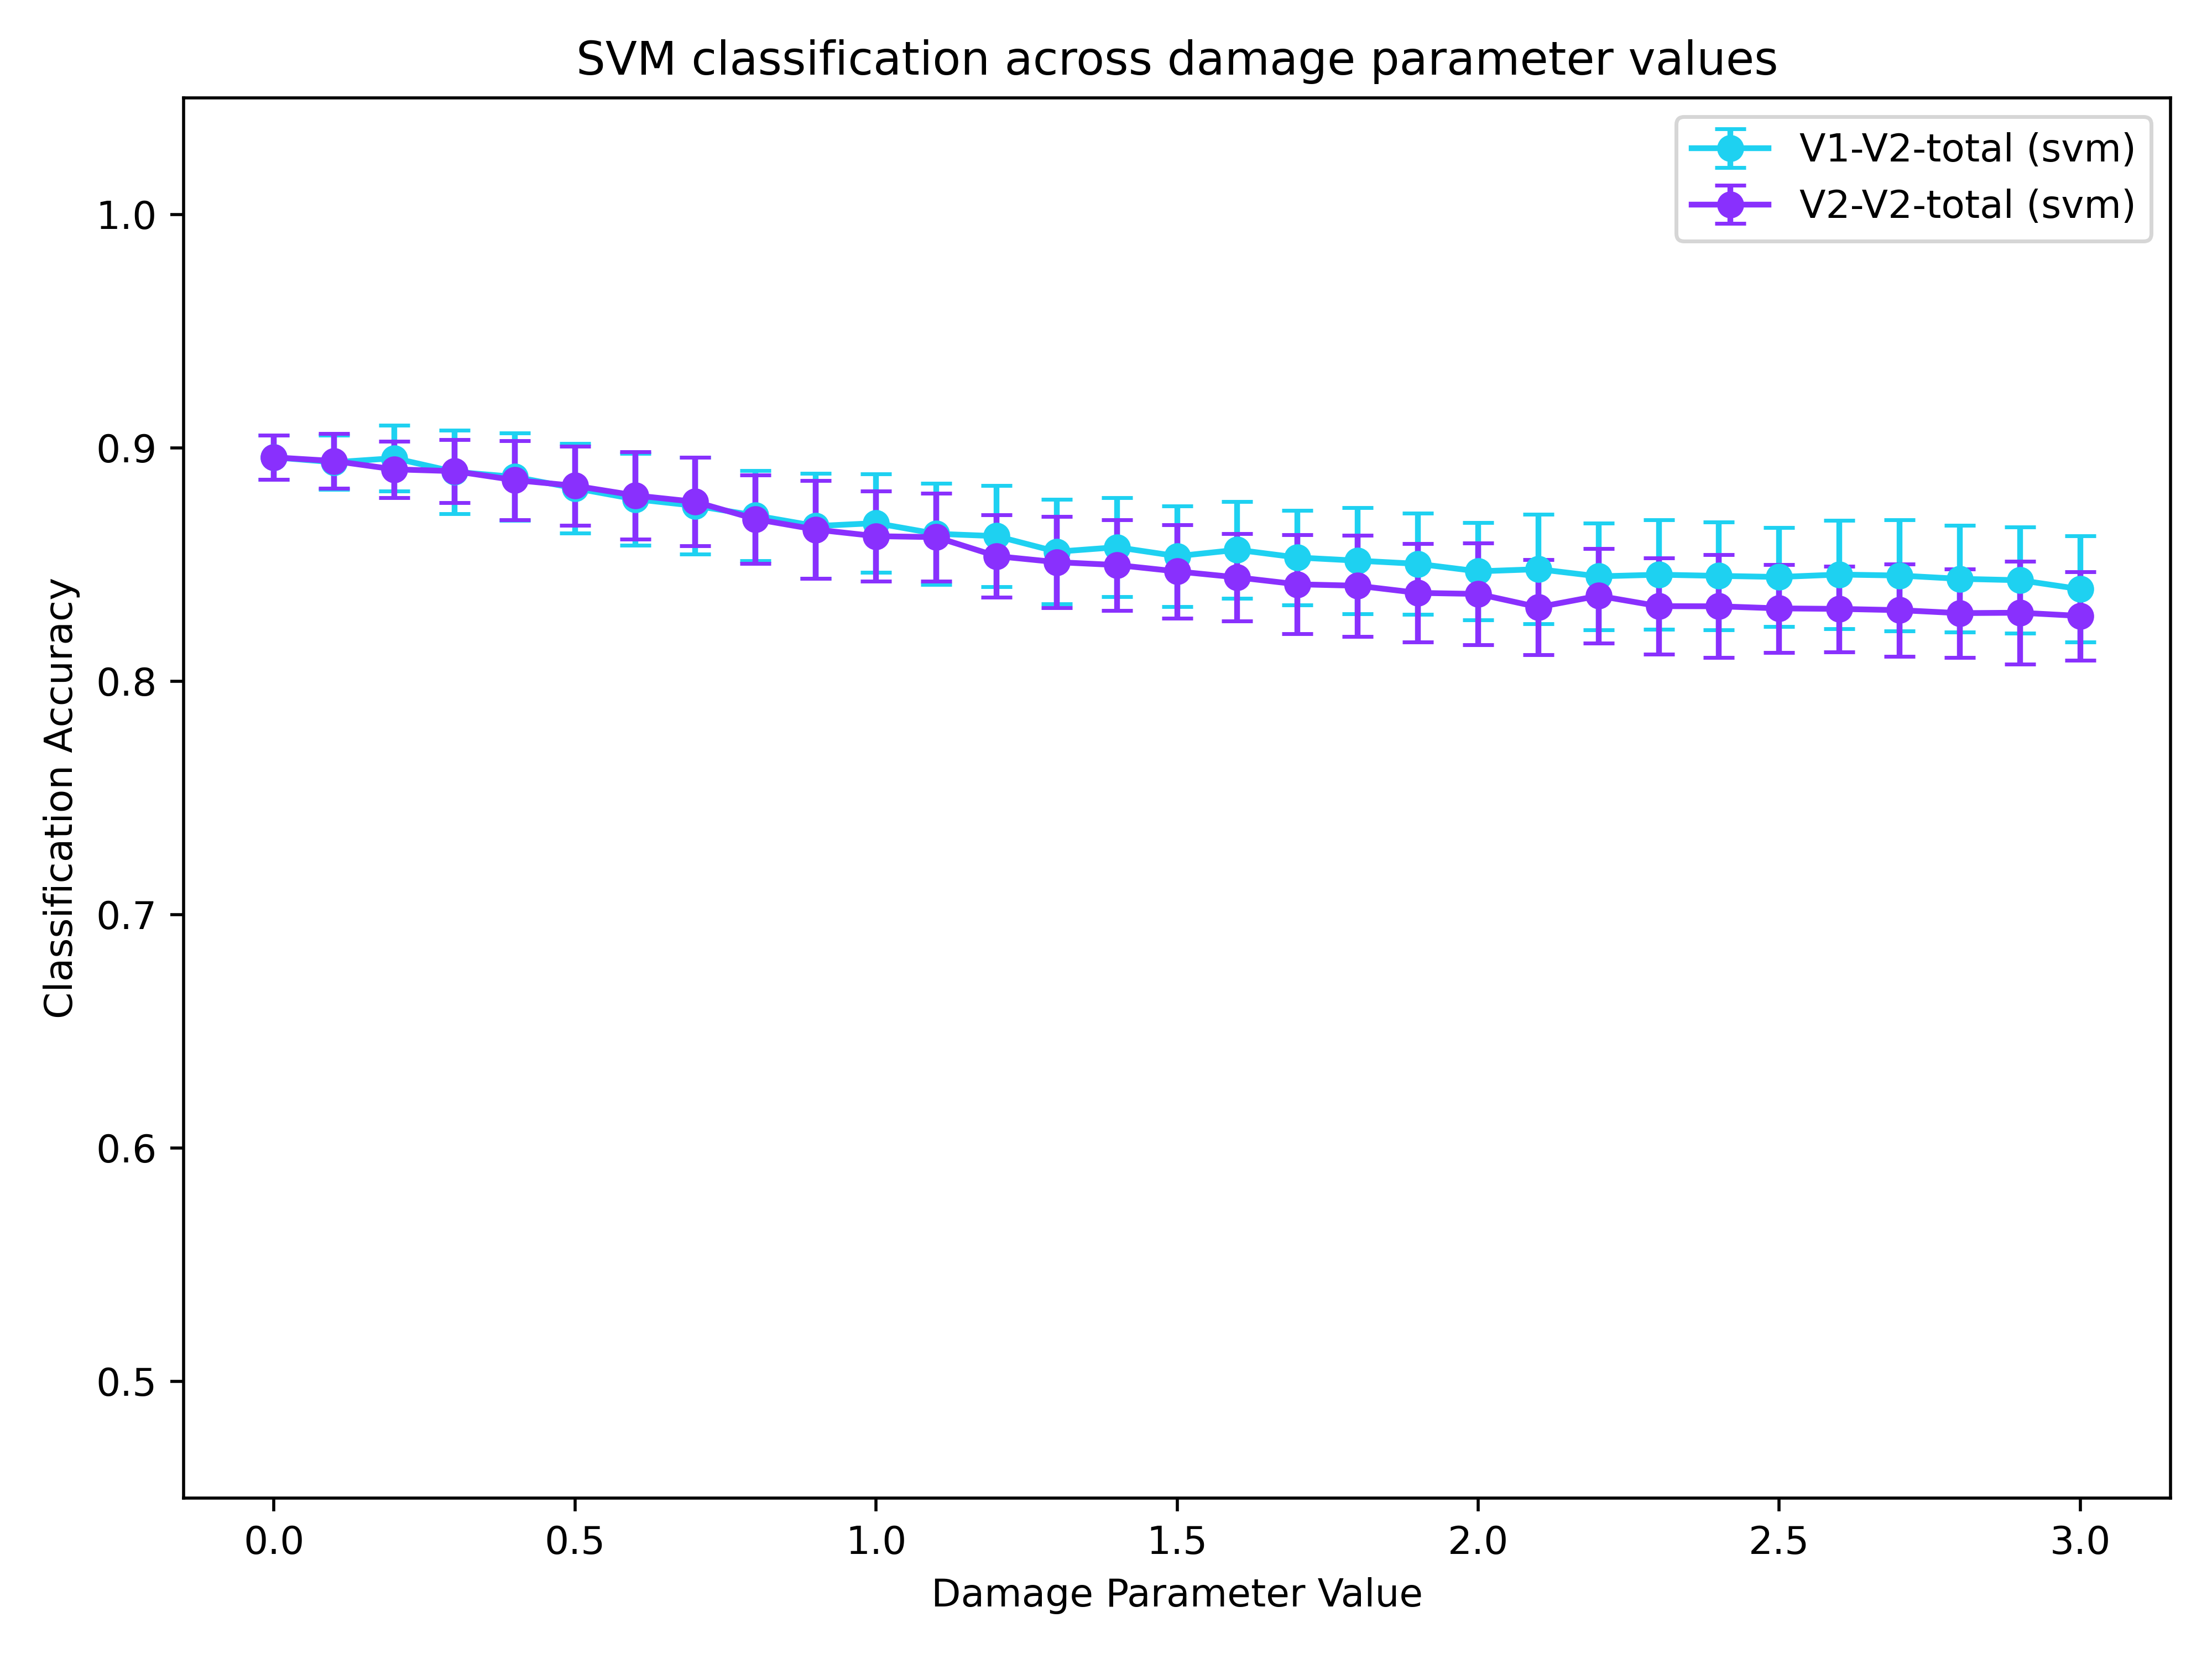 SVM classification across damage parameter values
V1-V2-total (svm)
V2-V2-total (svm)
1.0
0.9
0.8
0.7
0.6
0.5
Classification Accuracy
0.0 0.5 1.0 1.5 2.0 2.5 3.0
Damage Parameter Value